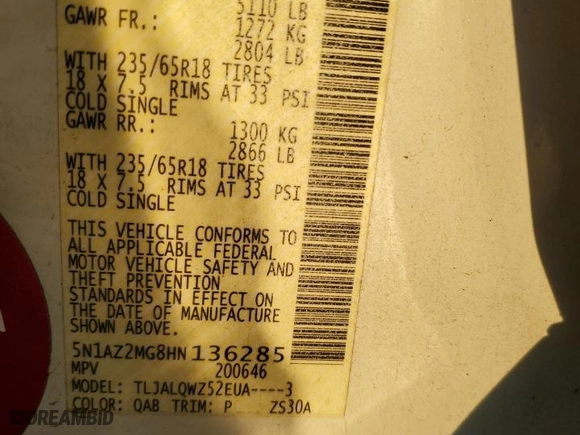 5110 LB
GAWR FR.: 1272 KG
2804 LB
WITH 235/65R18 TIRES
18 X 7.5 RIMS AT 33 PSI
COLD SINGLE
GAWR RR.: 1300 KG
2866 LB
WITH 235/65R18 TIRES
18 X 7.5 RIMS AT 33 PSI
COLD SINGLE
THIS VEHICLE CONFORMS TO
ALL APPLICABLE FEDERAL
MOTOR VEHICLE SAFETY AND
THEFT PREVENTION
STANDARDS IN EFFECT ON
THE DATE OF MANUFACTURE
SHOWN ABOVE.
5N1AZ2MG8HN136285
MPV 200646
MODEL: TLJALQWZ52EUA----3
COLOR: QAB TRIM: P ZS30A
DREAMBID